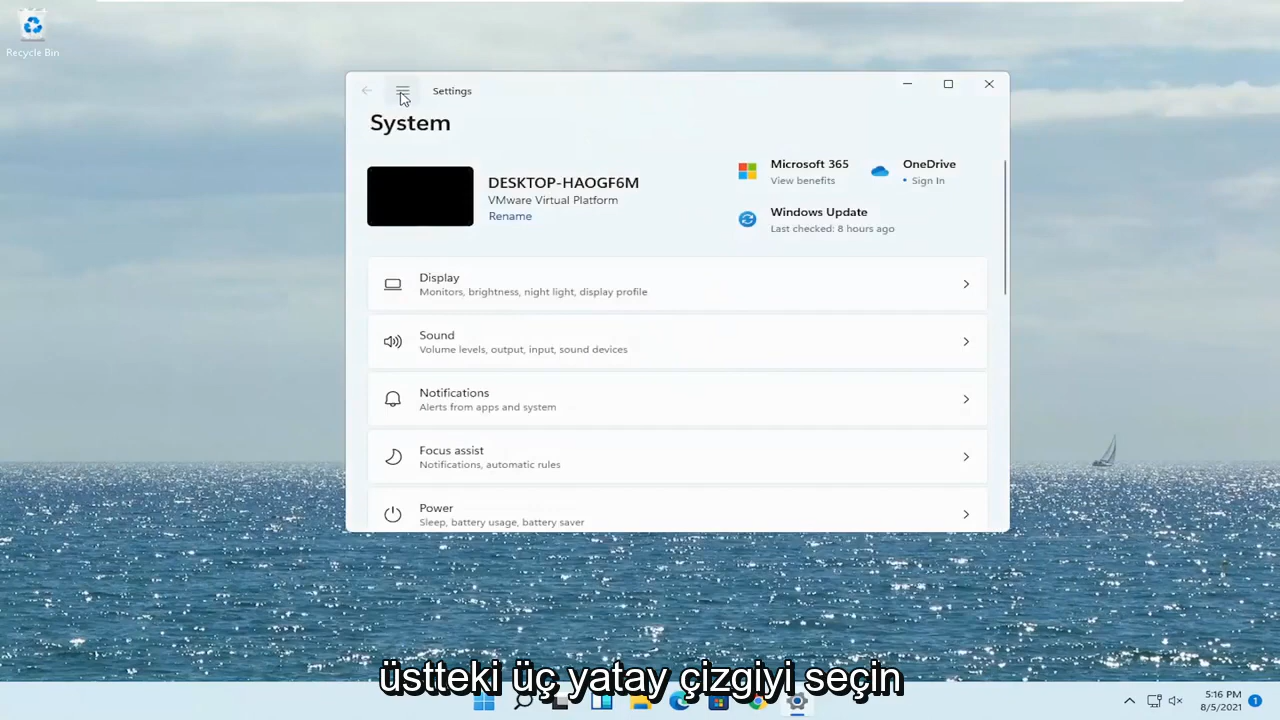 Recycle Bin
Settings
System
DESKTOP-HAOGF6M
VMware Virtual Platform
Rename
Microsoft 365
View benefits
OneDrive
• Sign In
Windows Update
Last checked: 8 hours ago
Display
Monitors, brightness, night light, display profile
Sound
Volume levels, output, input, sound devices
Notifications
Alerts from apps and system
Focus assist
Notifications, automatic rules
Power
Sleep, battery usage, battery saver
üstteki üç yatay çizgiyi seçin
5:16 PM
8/5/2021
1